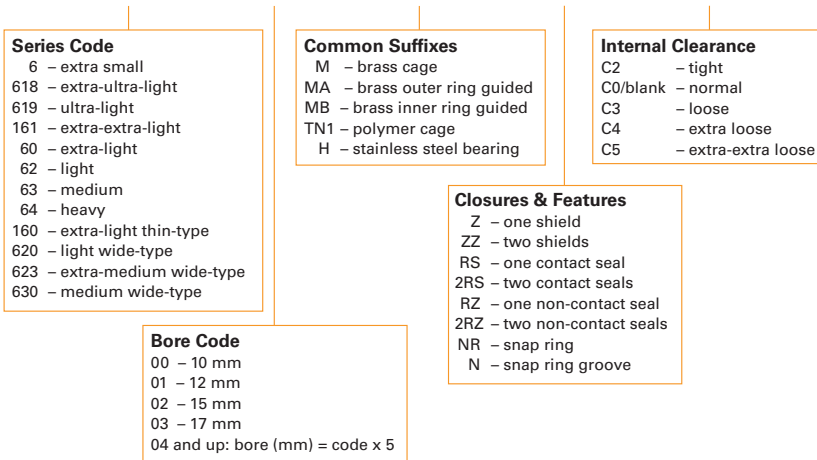 Series Code
6 – extra small
618 – extra-ultra-light
619 – ultra-light
161 – extra-extra-light
60 – extra-light
62 – light
63 – medium
64 – heavy
160 – extra-light thin-type
620 – light wide-type
623 – extra-medium wide-type
630 – medium wide-type
Common Suffixes
M – brass cage
MA – brass outer ring guided
MB – brass inner ring guided
TN1 – polymer cage
H – stainless steel bearing
Internal Clearance
C2 – tight
C0/blank – normal
C3 – loose
C4 – extra loose
C5 – extra-extra loose
Closures & Features
Z – one shield
ZZ – two shields
RS – one contact seal
2RS – two contact seals
RZ – one non-contact seal
2RZ – two non-contact seals
NR – snap ring
N – snap ring groove
Bore Code
00 – 10 mm
01 – 12 mm
02 – 15 mm
03 – 17 mm
04 and up: bore (mm) = code x 5